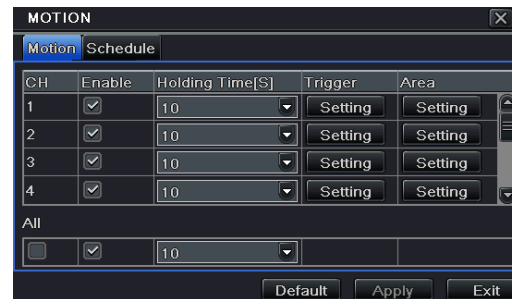 MOTION
Motion Schedule
CH Enable Holding Time[S] Trigger Area
1 10 Setting Setting
2 10 Setting Setting
3 10 Setting Setting
4 10 Setting Setting
All
10
Default Apply Exit